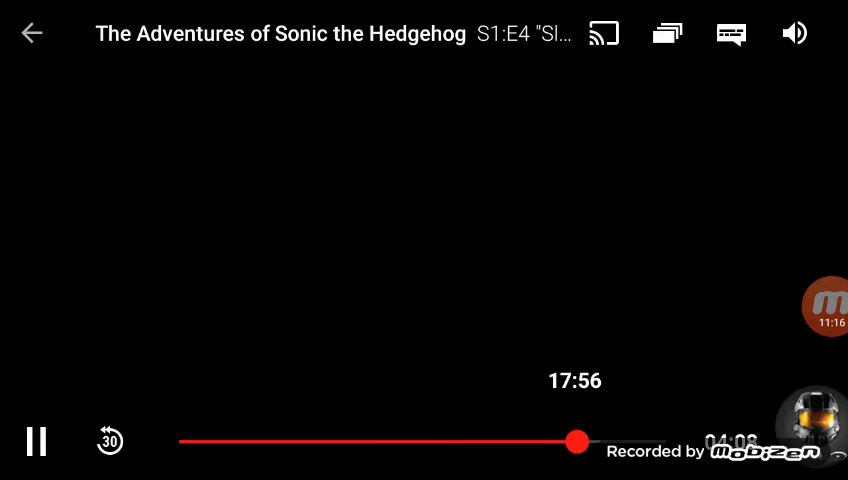 The Adventures of Sonic the Hedgehog S1:E4 "Sl...
11:16
17:56
30
04:08
Recorded by mobizen